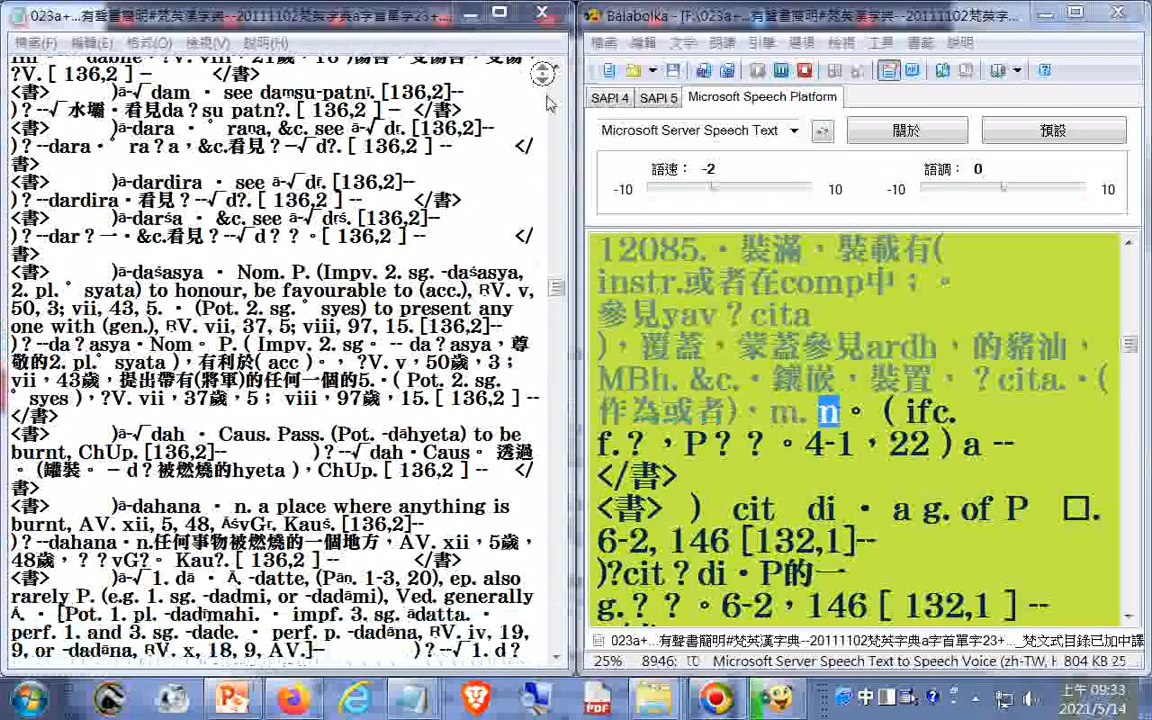 023a+...有聲書簡明#梵英漢字典--20111102梵英字典a字首單字23+...
檔案(F) 編輯(E) 格式(O) 檢視(V) 說明(H)
?V. [ 136,2 ] -- </書>
<書> )ā-√dam · see damsu-patnī. [136,2]--
)? --√水壩·看見da? su patn?. [ 136,2 ] -- </書>
<書> )ā-dara · °raṇa, &c. see ā-√dṛ. [136,2]--
)? --dara· °ra?a, &c.看見?--√d?. [ 136,2 ] -- </
書>
<書> )ā-dardira · see ā-√dṛ. [136,2]--
)? --dardira·看見?--√d?. [ 136,2 ] -- </書>
<書> )ā-darśa · &c. see ā-√dṛś. [136,2]--
)? --dar?一·&c.看見?--√d??。[ 136,2 ] -- </
書>
<書> )ā-daśasya · Nom. P. (Impv. 2. sg. -daśasya,
2. pl. °syata) to honour, be favourable to (acc.), ṚV. v,
50, 3; vii, 43, 5. · (Pot. 2. sg. °syes) to present any
one with (gen.), ṚV. vii, 37, 5; viii, 97, 15. [136,2]--
)? --da?asya·Nom。P. ( Impv. 2. sg。-- da?asya，尊
敬的2. pl.°syata )，有利於( acc )。，?V. v，50歲，3；
vii，43歲，提出帶有(將軍)的任何一個的5.·( Pot. 2. sg.
°syes )，?V. vii，37歲，5； viii，97歲，15. [ 136,2 ] --
</書>
<書> )ā-√dah · Caus. Pass. (Pot. -dāhyeta) to be
burnt, ChUp. [136,2]-- )? --√dah·Caus。透過
。(罐裝。－d?被燃燒的hyeta )，ChUp. [ 136,2 ] -- </
書>
<書> )ā-dahana · n. a place where anything is
burnt, AV. xii, 5, 48, ĀśvGṛ. Kauś. [136,2]--
)? --dahana·n.任何事物被燃燒的一個地方，AV. xii，5歲，
48歲，??vG?。Kau?. [ 136,2 ] -- </書>
<書> )ā-√1. dā · Ā. -datte, (Pāṇ. 1-3, 20), ep. also
rarely P. (e.g. 1. sg. -dadmi, or -dadāmi), Ved. generally
Ā. · [Pot. 1. pl. -dadīmahi. · impf. 3. sg. ādatta. ·
perf. 1. and 3. sg. -dade. · perf. p. -dadāna, ṚV. iv, 19,
9, or -dadāna, ṚV. x, 18, 9, AV.]-- )? --√1. d?
Balabolka - [F:\023a+...有聲書簡明#梵英漢字典--20111102梵英字...
檔案 編輯 文字 朗讀 引擎 選項 檢視 工具 書籤 說明
SAPI 4 SAPI 5 Microsoft Speech Platform
Microsoft Server Speech Text 關於 預設
語速： -2 語調： 0
-10 10 -10 10
12085.·裝滿，裝載有(
instr.或者在comp中；。
參見yav？cita
)，覆蓋，蒙蓋參見ardh，的豬油，
MBh. &c.·鑲嵌，裝置，？cita.·(
作為或者)，m. n。( ifc.
f.？，P？？。4-1，22 ) a --
</書>
<書> ) cit di · a g. of P □.
6-2, 146 [132,1]--
)?cit？di·P的一
g.？？。6-2，146 [ 132,1 ] --
023a+...有聲書簡明#梵英漢字典--20111102梵英字典a字首單字23+..._梵文式目錄已加中譯
25% 8946: Microsoft Server Speech Text to Speech Voice (zh-TW, 804 KB 25
中
上午 09:33
2021/5/14